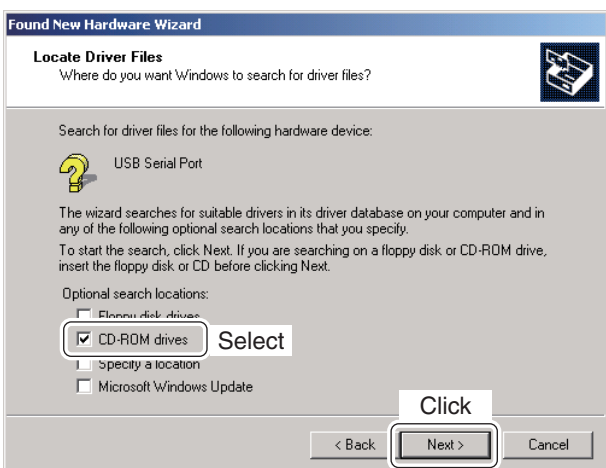 Found New Hardware Wizard
Locate Driver Files
Where do you want Windows to search for driver files?
Search for driver files for the following hardware device:
USB Serial Port
The wizard searches for suitable drivers in its driver database on your computer and in
any of the following optional search locations that you specify.
To start the search, click Next. If you are searching on a floppy disk or CD-ROM drive,
insert the floppy disk or CD before clicking Next.
Optional search locations:
Floppy disk drives
CD-ROM drives Select
Specify a location
Microsoft Windows Update
Click
< Back Next > Cancel